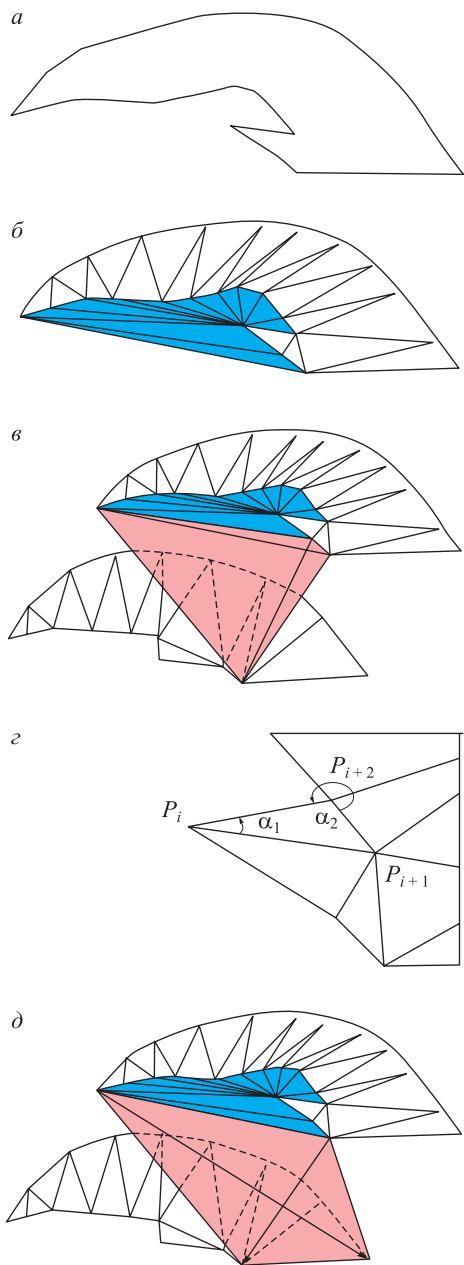 а
б
в
г
P_{i+2}
P_i
α_1
α_2
P_{i+1}
д